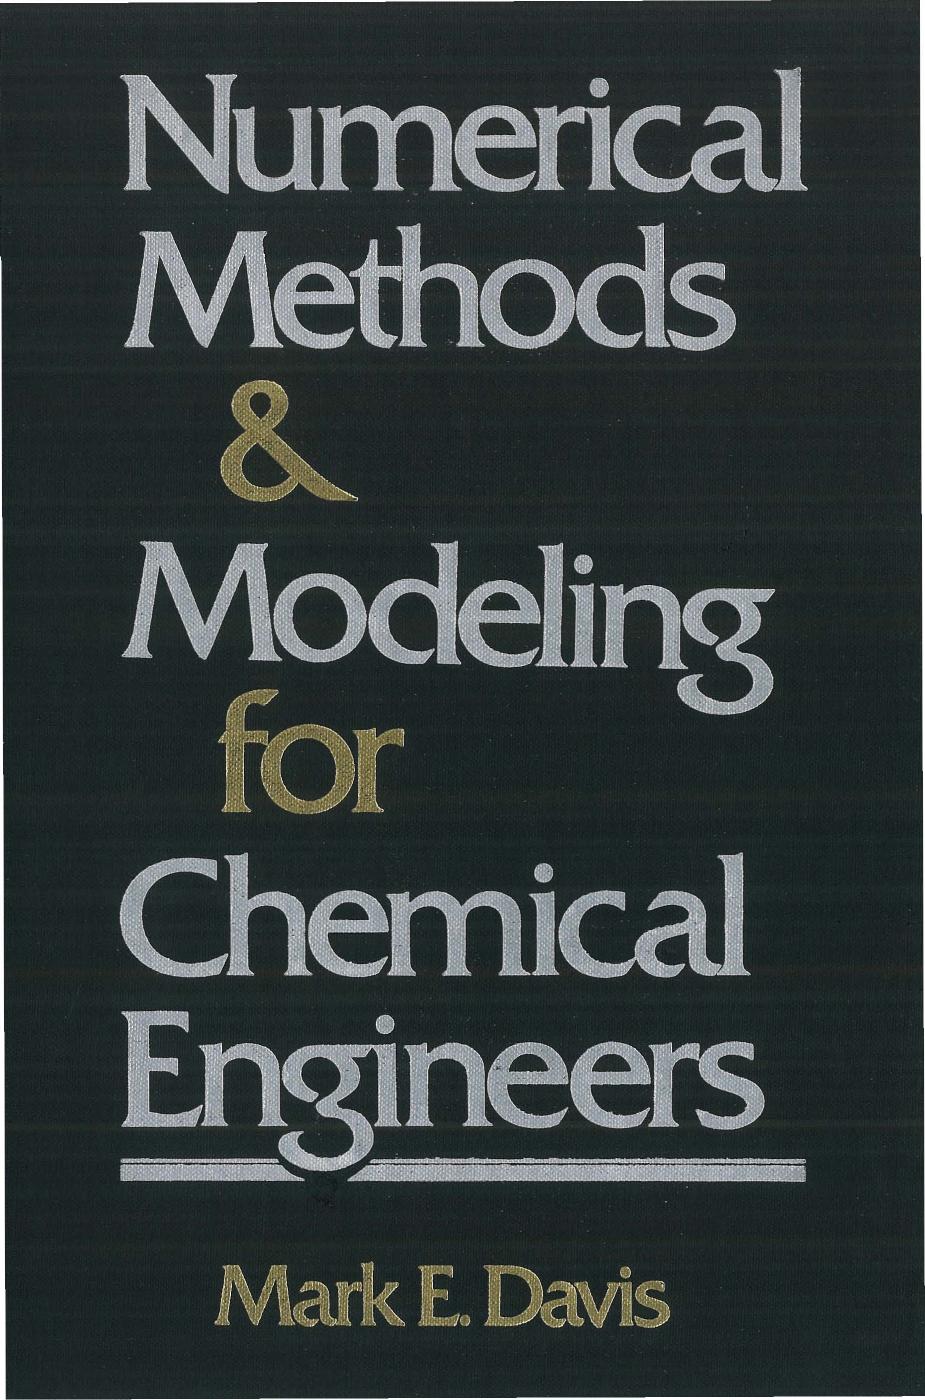 Numerical
Methods
&
Modeling
for
Chemical
Engineers
Mark E. Davis